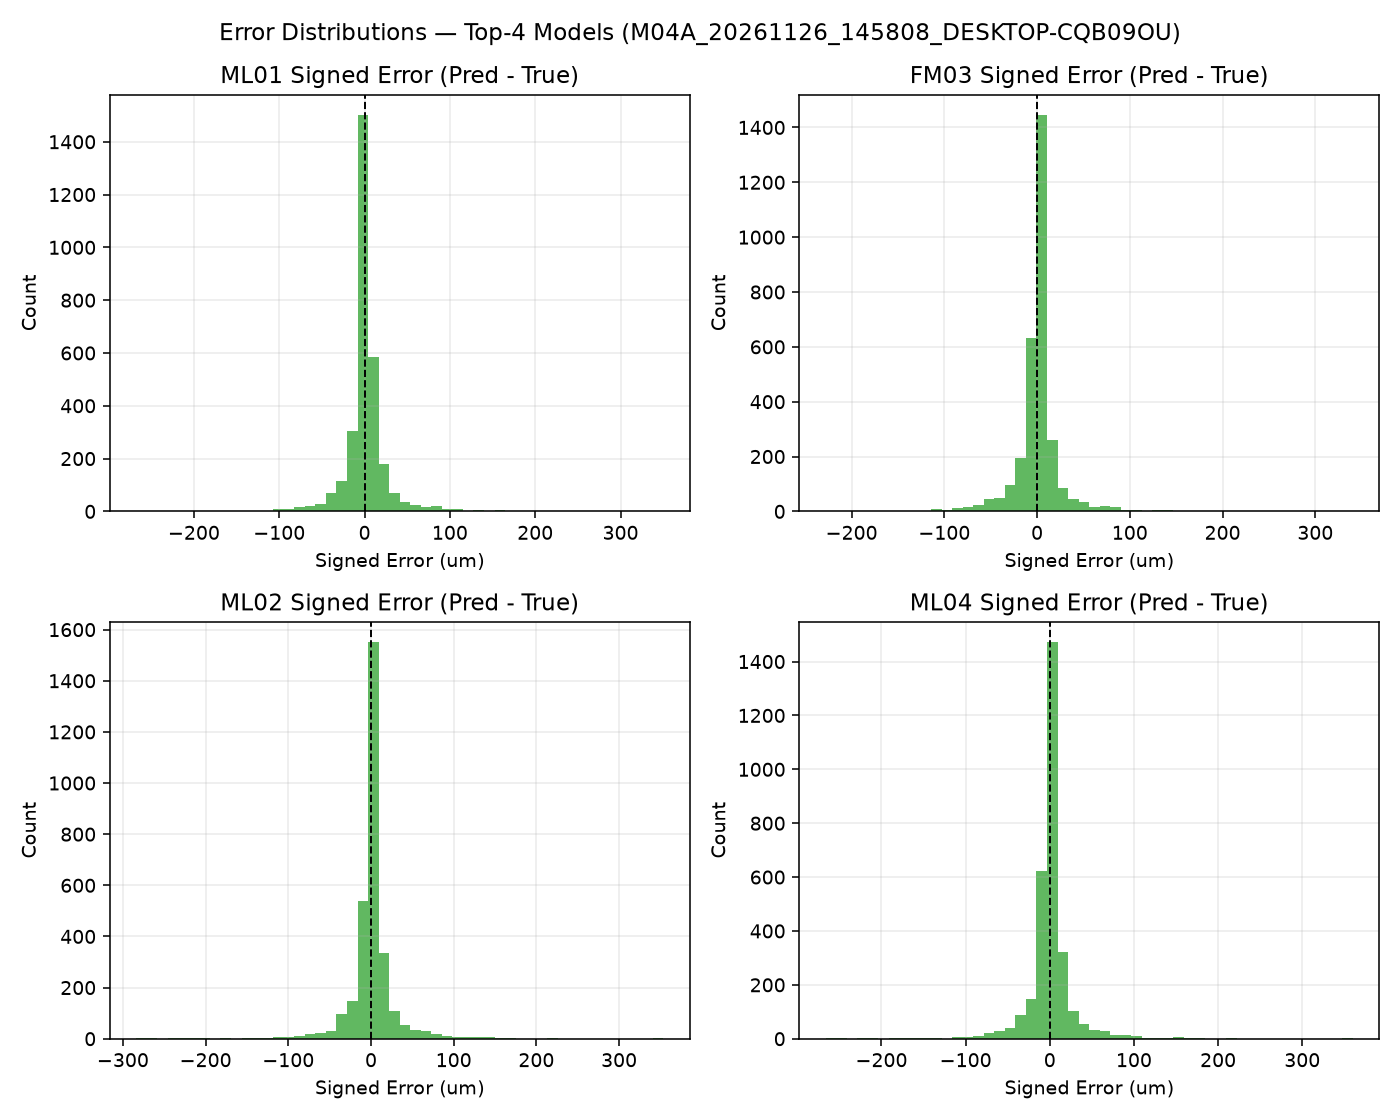 Error Distributions — Top-4 Models (M04A_20261126_145808_DESKTOP-CQB09OU)
ML01 Signed Error (Pred - True)
Count
1400
1200
1000
800
600
400
200
0
−200 −100 0 100 200 300
Signed Error (um)
FM03 Signed Error (Pred - True)
Count
1400
1200
1000
800
600
400
200
0
−200 −100 0 100 200 300
Signed Error (um)
ML02 Signed Error (Pred - True)
Count
1600
1400
1200
1000
800
600
400
200
0
−300 −200 −100 0 100 200 300
Signed Error (um)
ML04 Signed Error (Pred - True)
Count
1400
1200
1000
800
600
400
200
0
−200 −100 0 100 200 300
Signed Error (um)